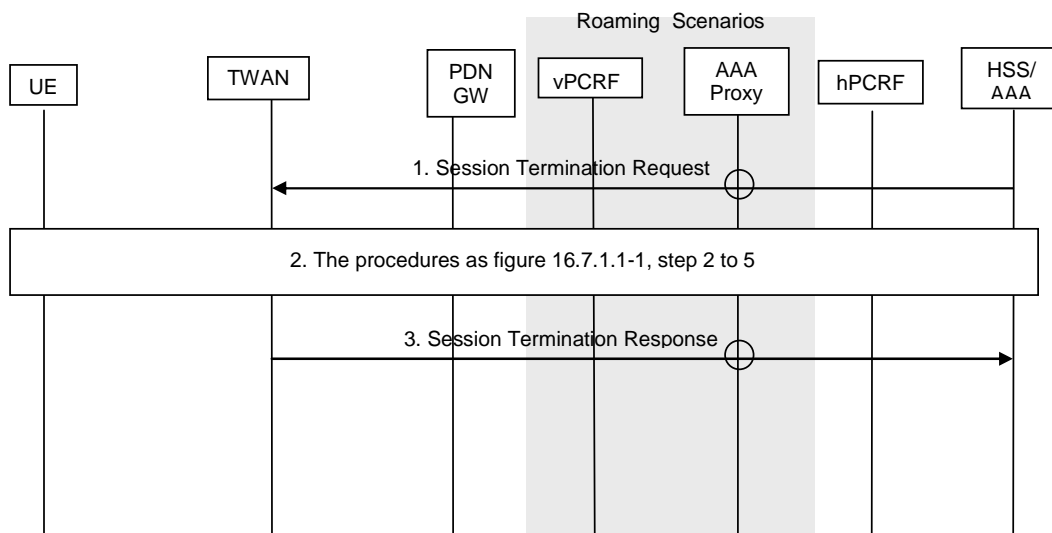 Roaming Scenarios
UE
TWAN
PDN
GW
vPCRF
AAA
Proxy
hPCRF
HSS/
AAA
1. Session Termination Request
2. The procedures as figure 16.7.1.1-1, step 2 to 5
3. Session Termination Response